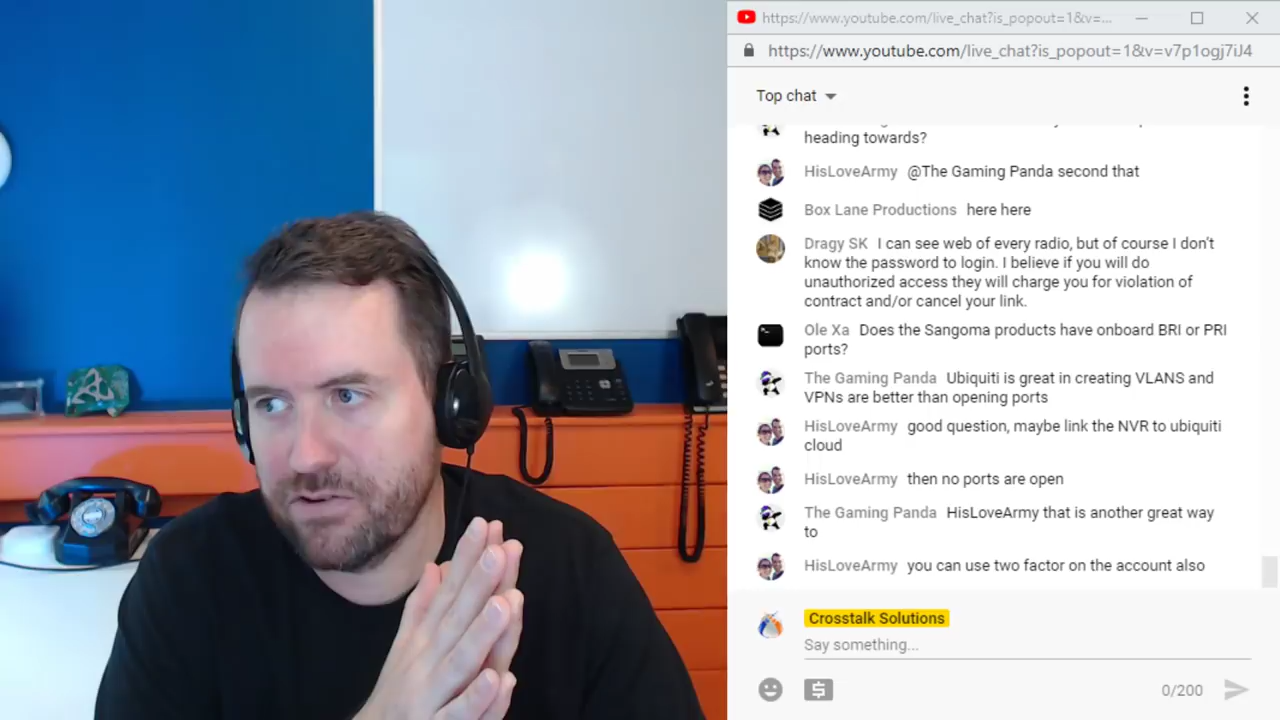 https://www.youtube.com/live_chat?is_popout=1&v=...
https://www.youtube.com/live_chat?is_popout=1&v=v7p1ogj7iJ4
Top chat
heading towards?
HisLoveArmy @The Gaming Panda second that
Box Lane Productions here here
Dragy SK I can see web of every radio, but of course I don't
know the password to login. I believe if you will do
unauthorized access they will charge you for violation of
contract and/or cancel your link.
Ole Xa Does the Sangoma products have onboard BRI or PRI
ports?
The Gaming Panda Ubiquiti is great in creating VLANS and
VPNs are better than opening ports
HisLoveArmy good question, maybe link the NVR to ubiquiti
cloud
HisLoveArmy then no ports are open
The Gaming Panda HisLoveArmy that is another great way
to
HisLoveArmy you can use two factor on the account also
Crosstalk Solutions
Say something...
0/200